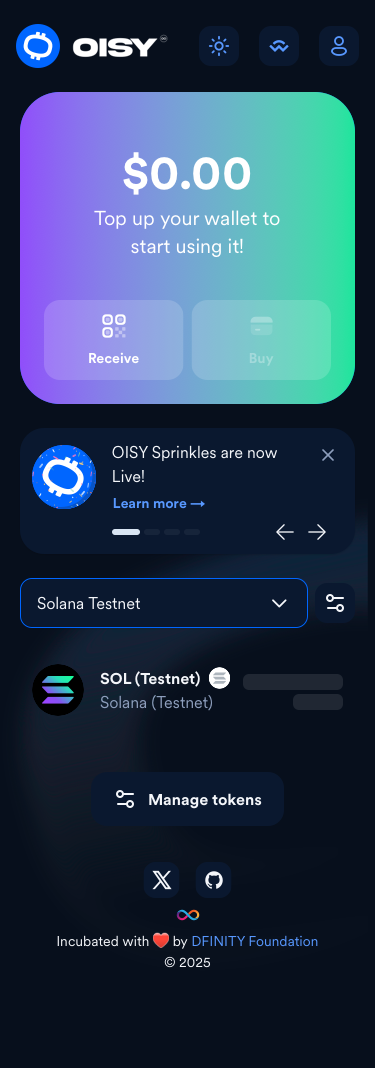 OISY
$0.00
Top up your wallet to
start using it!
Receive
Buy
OISY Sprinkles are now
Live!
Learn more →
Solana Testnet
SOL (Testnet)
Solana (Testnet)
Manage tokens
Incubated with ❤️ by DFINITY Foundation
© 2025